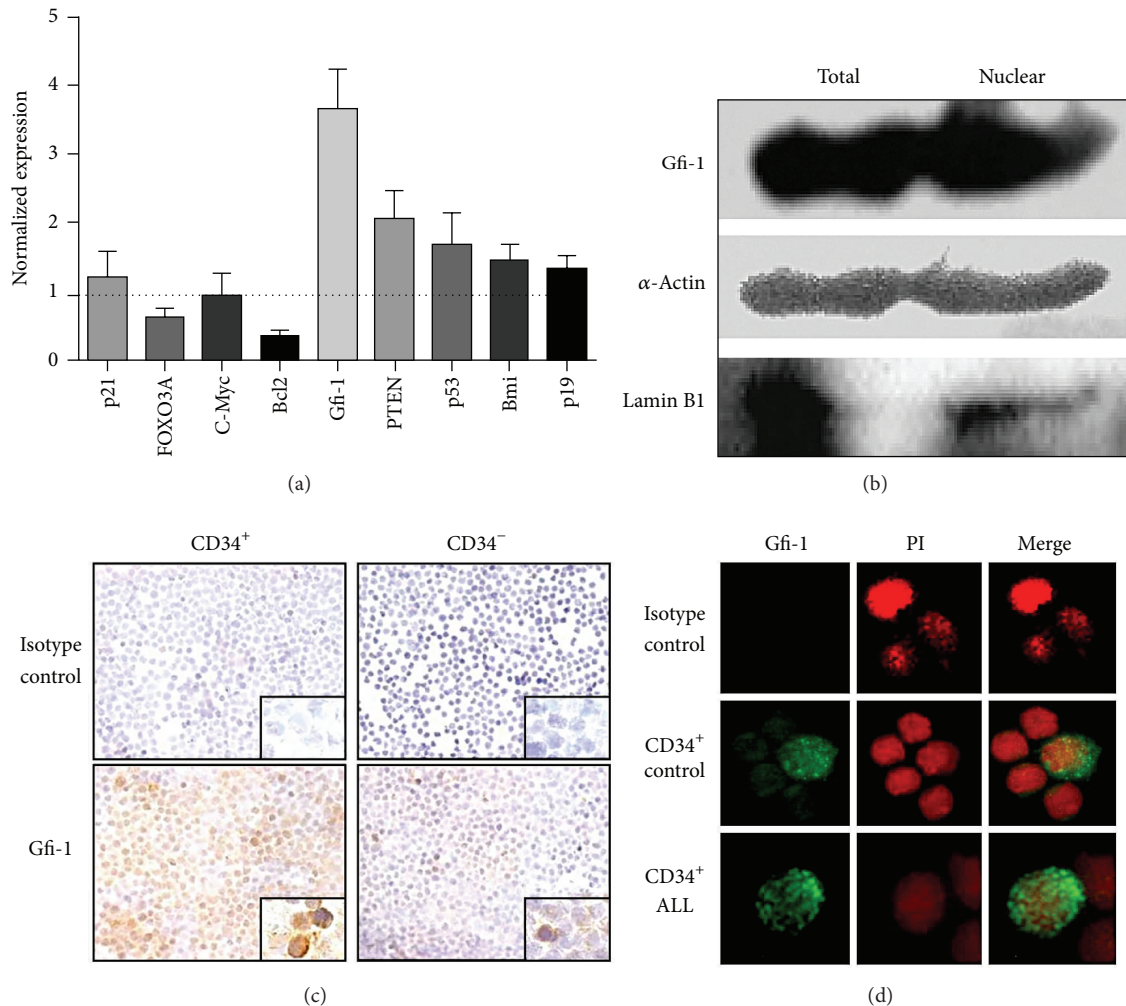 5
4
3
2
1
1
0
Normalized expression
p21
FOXO3A
C-Myc
Bcl2
Gfi-1
PTEN
p53
Bmi
p19
(a)
Total Nuclear
Gfi-1
α-Actin
Lamin B1
(b)
CD34⁺ CD34⁻
Isotype
control
Gfi-1
(c)
Gfi-1 PI Merge
Isotype
control
CD34⁺
control
CD34⁺
ALL
(d)